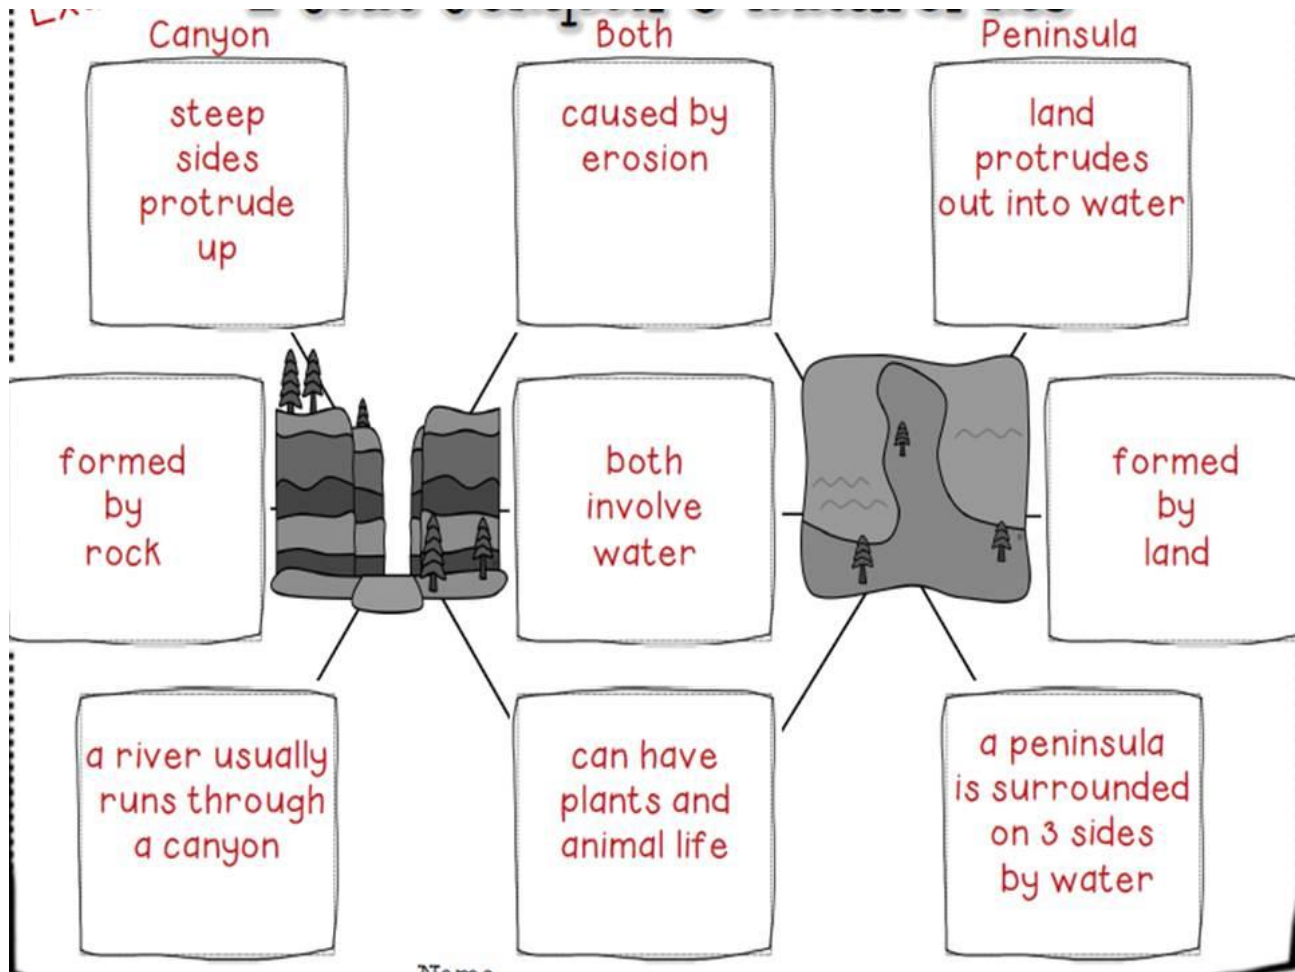 Canyon
Both
Peninsula
steep
sides
protrude
up
caused by
erosion
land
protrudes
out into water
formed
by
rock
both
involve
water
formed
by
land
a river usually
runs through
a canyon
can have
plants and
animal life
a peninsula
is surrounded
on 3 sides
by water
Name